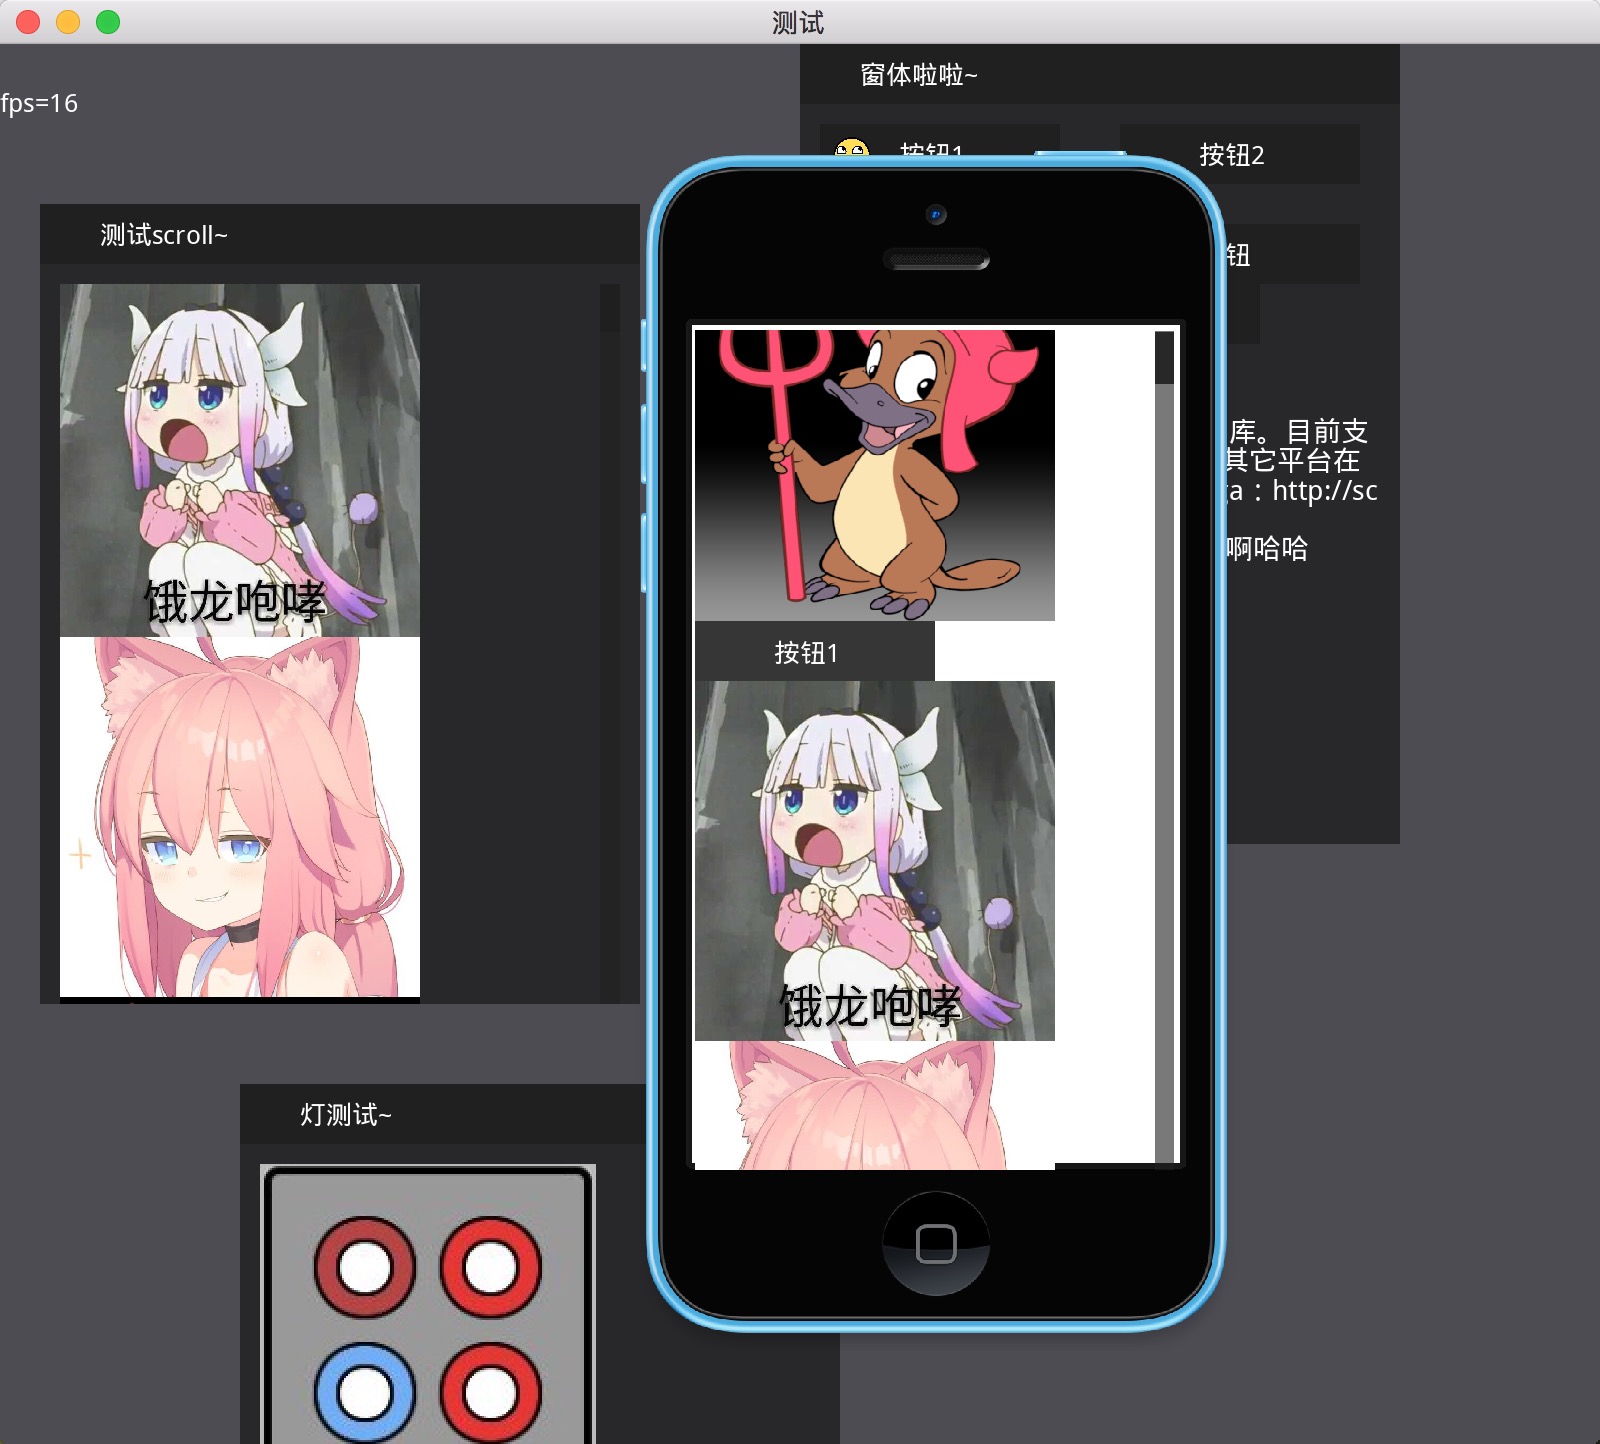 测试
窗体啦啦~
fps=16
按钮1
按钮2
测试scroll~
钮
库。目前支
其它平台在
a：http://sc
啊哈哈
饿龙咆哮
按钮1
饿龙咆哮
灯测试~